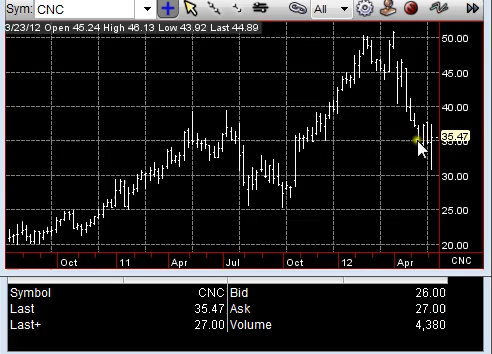 Sym: CNC All
3/23/12 Open 45.24 High 46.13 Low 43.92 Last 44.89
50.00
45.00
40.00
35.47
30.00
25.00
20.00
Oct 11 Apr Jul Oct 12 Apr CNC
Symbol CNC Bid 26.00
Last 35.47 Ask 27.00
Last+ 27.00 Volume 4,380